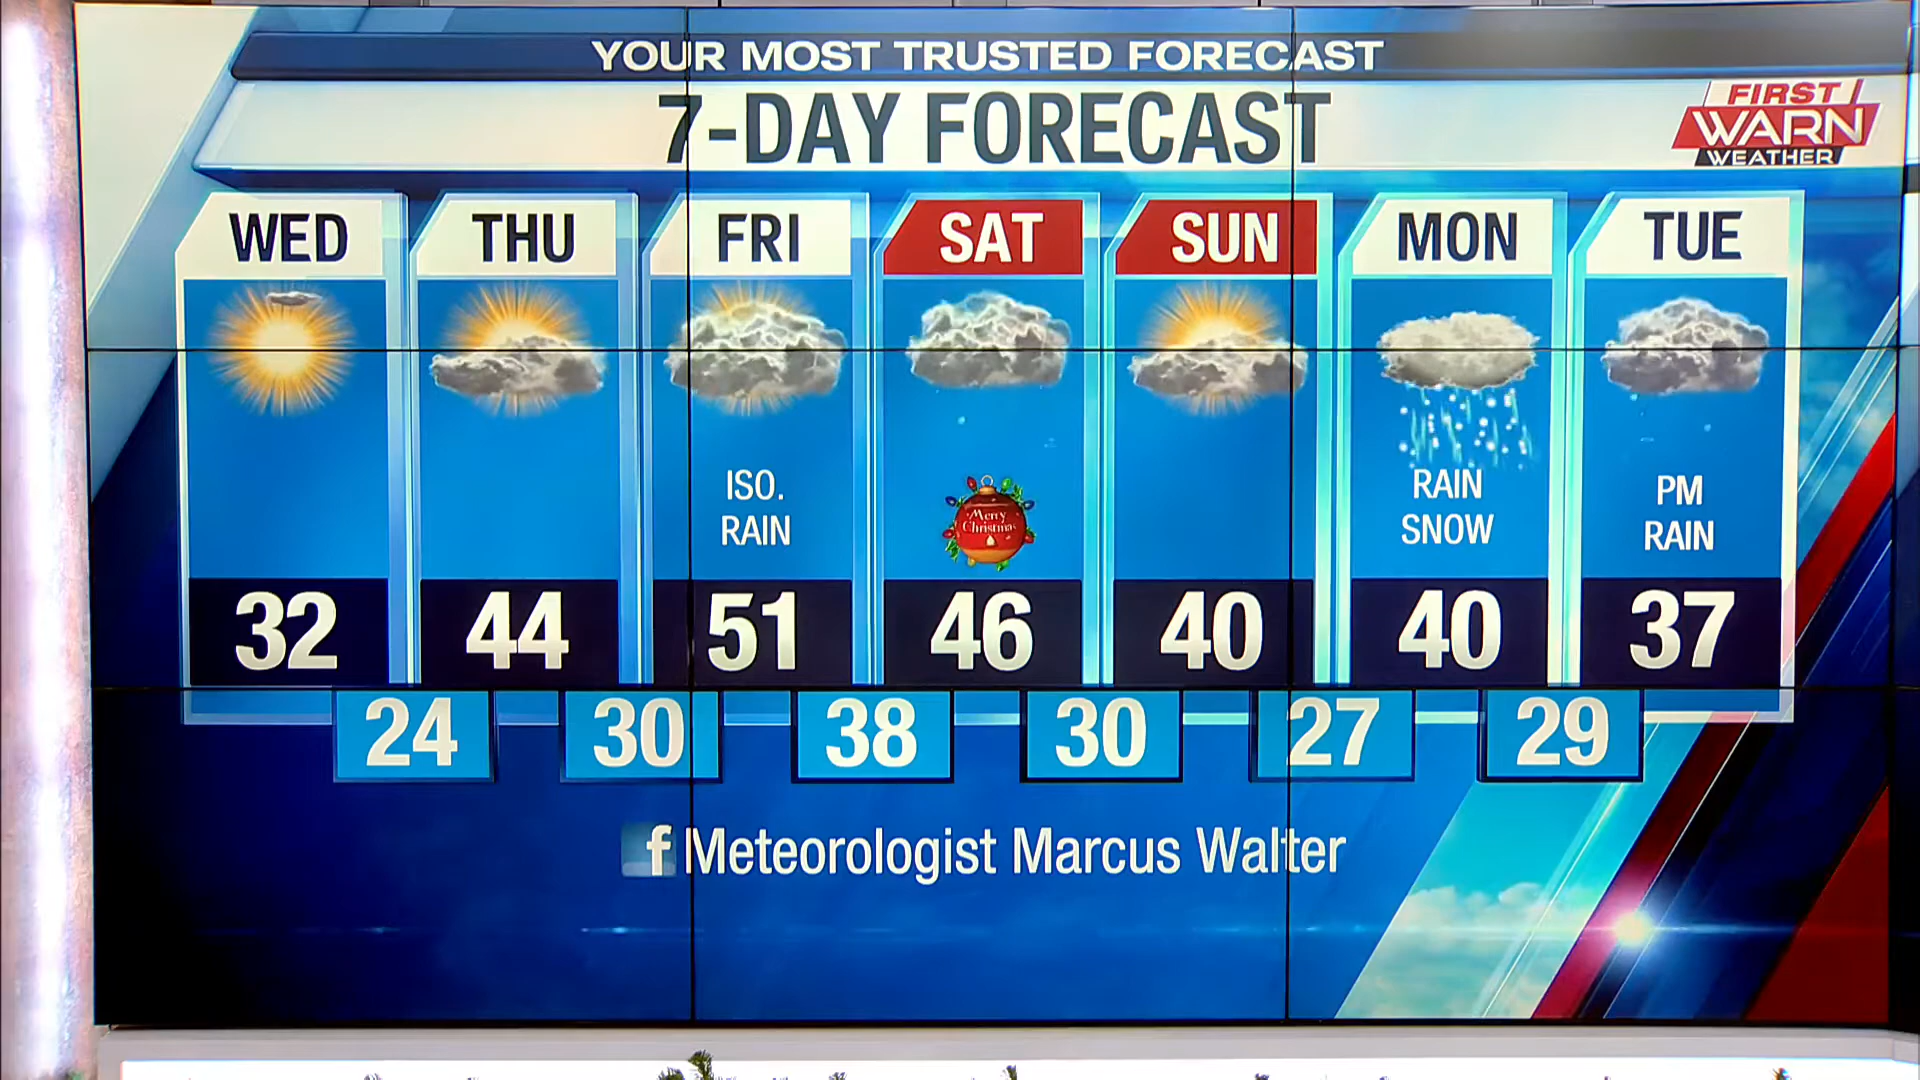 YOUR MOST TRUSTED FORECAST
7-DAY FORECAST
FIRST
WARN
WEATHER
WED THU FRI SAT SUN MON TUE
ISO.
RAIN
Merry
Christmas
RAIN
SNOW
PM
RAIN
32 44 51 46 40 40 37
24 30 38 30 27 29
f Meteorologist Marcus Walter